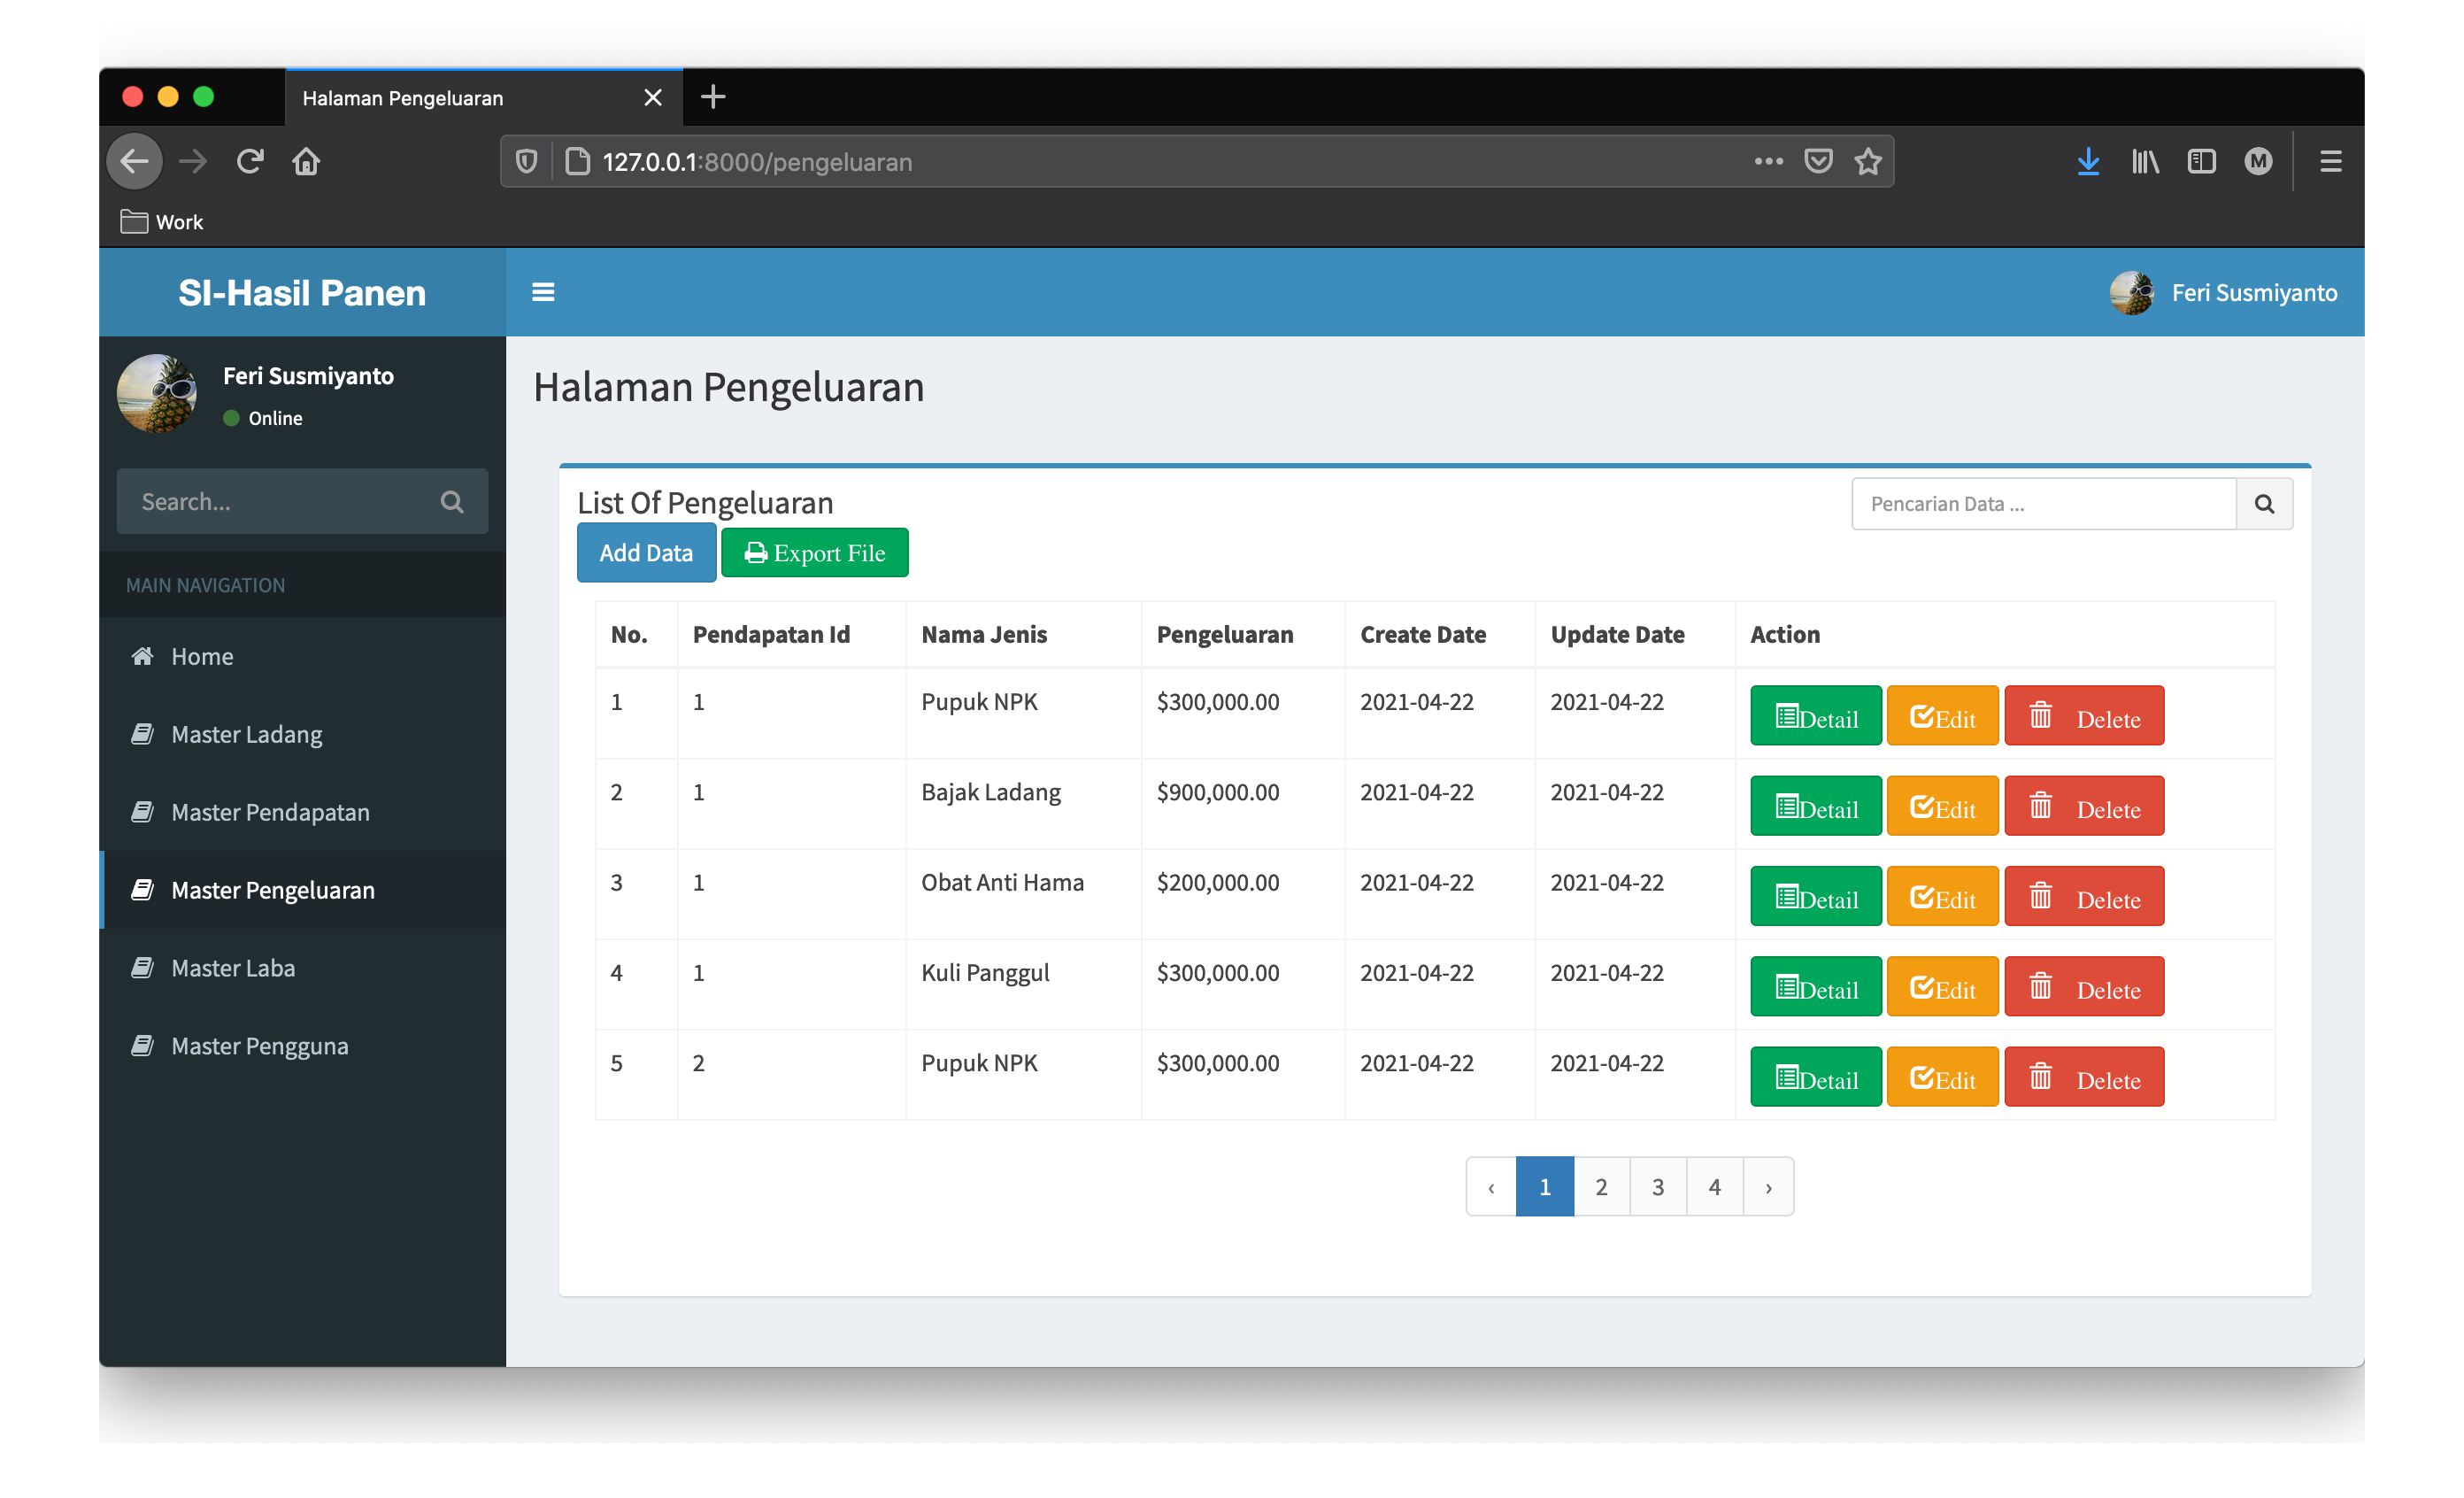 Halaman Pengeluaran
127.0.0.1:8000/pengeluaran
M
Work
SI-Hasil Panen
Feri Susmiyanto
Feri Susmiyanto
Online
Search...
MAIN NAVIGATION
Home
Master Ladang
Master Pendapatan
Master Pengeluaran
Master Laba
Master Pengguna
Halaman Pengeluaran
List Of Pengeluaran
Pencarian Data ...
Add Data Export File
No. Pendapatan Id Nama Jenis Pengeluaran Create Date Update Date Action
1 1 Pupuk NPK $300,000.00 2021-04-22 2021-04-22 Detail Edit Delete
2 1 Bajak Ladang $900,000.00 2021-04-22 2021-04-22 Detail Edit Delete
3 1 Obat Anti Hama $200,000.00 2021-04-22 2021-04-22 Detail Edit Delete
4 1 Kuli Panggul $300,000.00 2021-04-22 2021-04-22 Detail Edit Delete
5 2 Pupuk NPK $300,000.00 2021-04-22 2021-04-22 Detail Edit Delete
‹ 1 2 3 4 ›